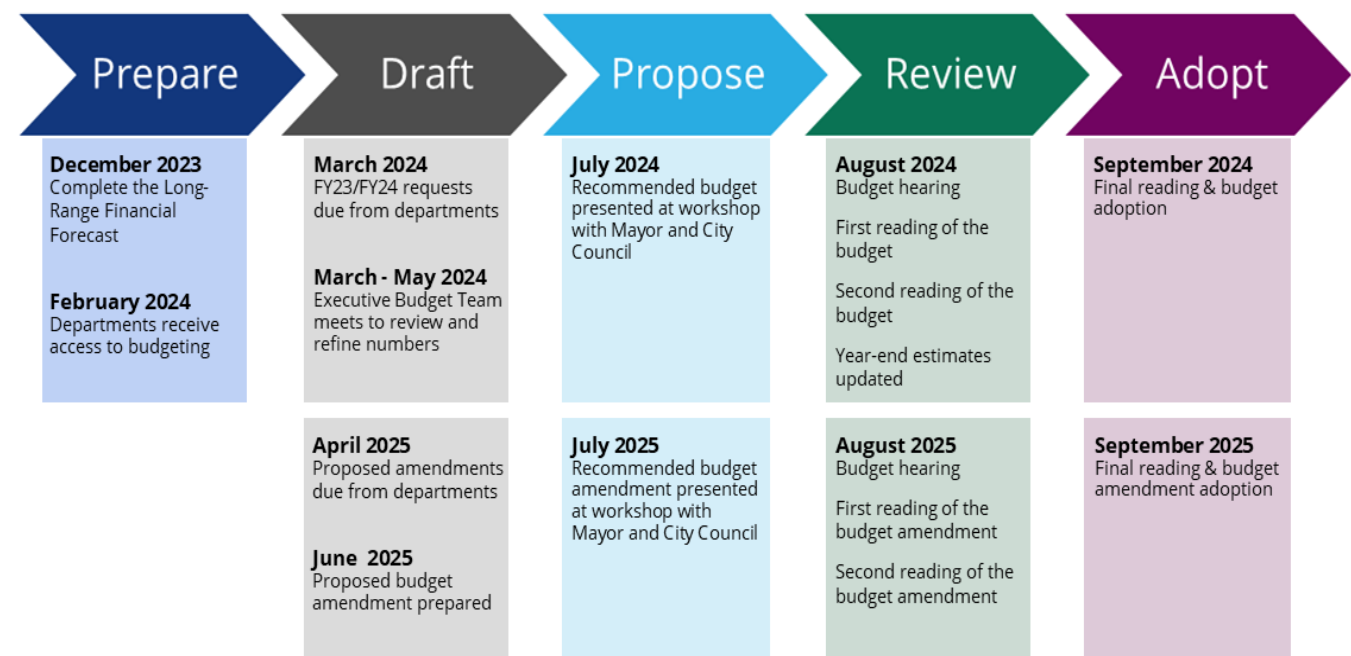 Prepare
Draft
Propose
Review
Adopt
December 2023
Complete the Long-
Range Financial
Forecast
February 2024
Departments receive
access to budgeting
March 2024
FY23/FY24 requests
due from departments
March - May 2024
Executive Budget Team
meets to review and
refine numbers
July 2024
Recommended budget
presented at workshop
with Mayor and City
Council
August 2024
Budget hearing
First reading of the
budget
Second reading of the
budget
Year-end estimates
updated
September 2024
Final reading & budget
adoption
April 2025
Proposed amendments
due from departments
June  2025
Proposed budget
amendment prepared
July 2025
Recommended budget
amendment presented
at workshop with
Mayor and City Council
August 2025
Budget hearing
First reading of the
budget amendment
Second reading of the
budget amendment
September 2025
Final reading & budget
amendment adoption